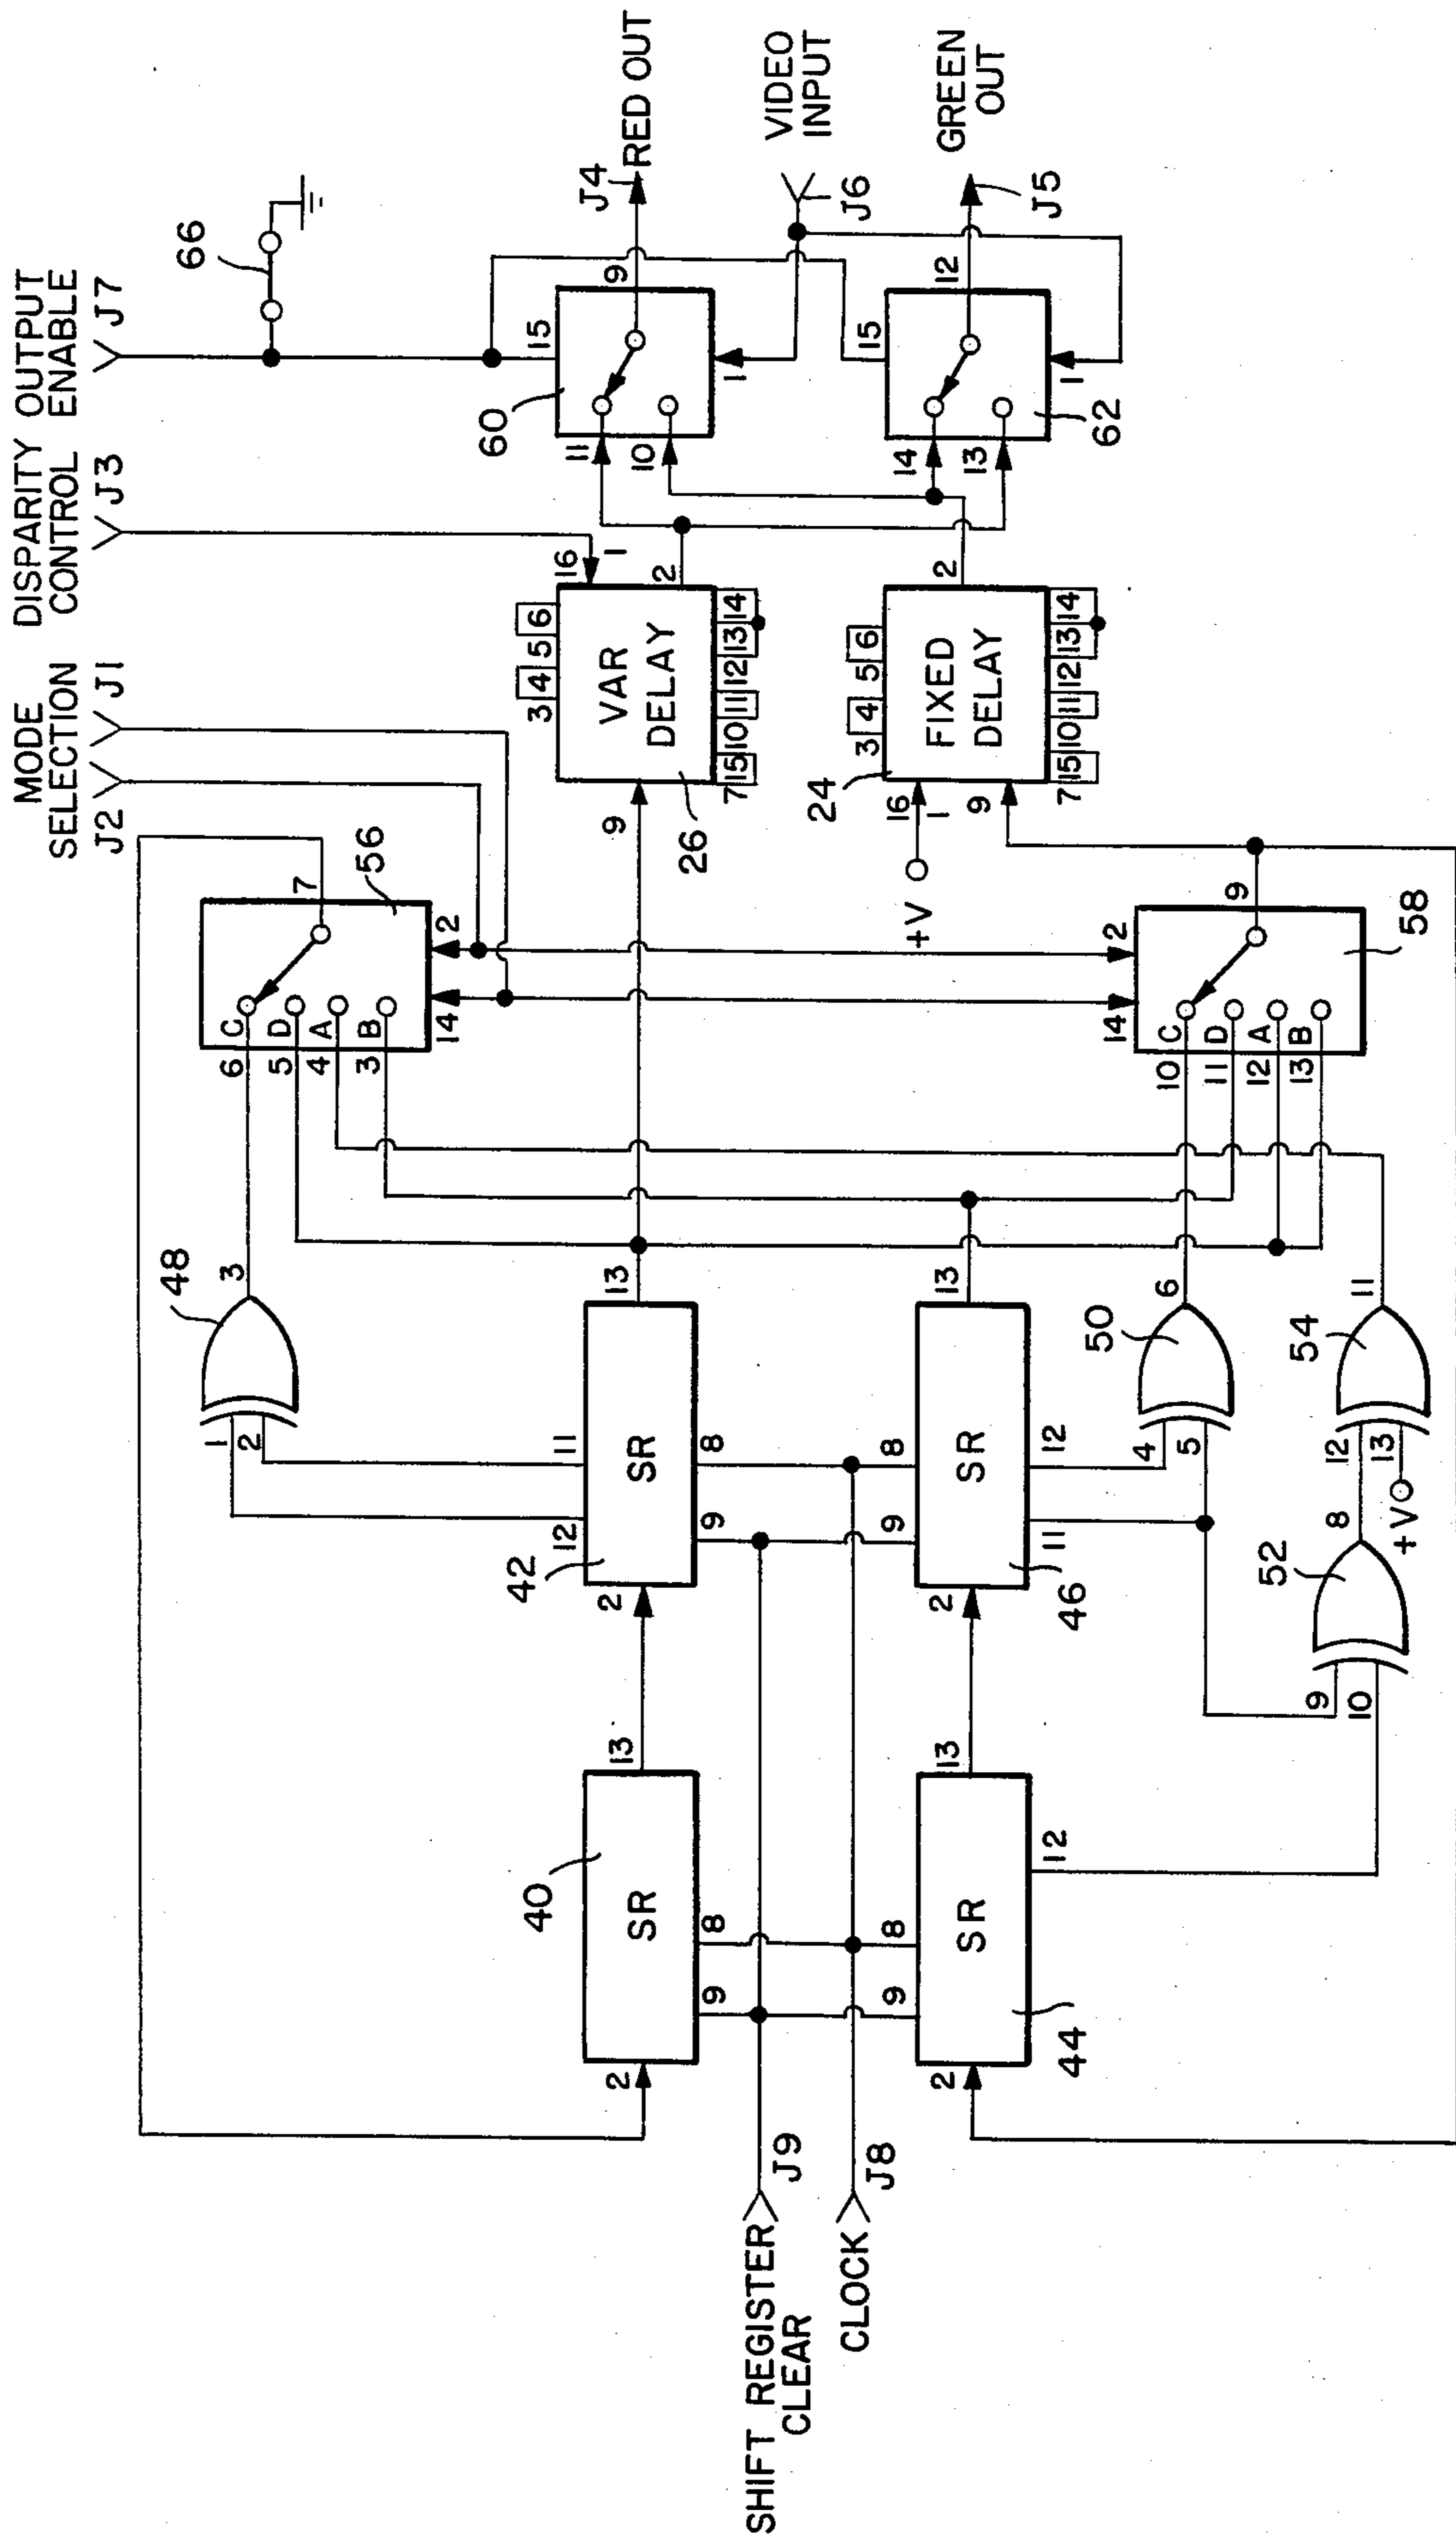 MODE
SELECTION
J2 J1
DISPARITY
CONTROL J3
OUTPUT
ENABLE J7
66
56
7
C
D
A
B
6
5
4
3
2
14
48
3
1
2
VAR
DELAY
26
9
3 4 5 6
16
1
2
7 15 10 11 12 13 14
60
11
10
15
9
1
J4
RED OUT
VIDEO
INPUT
J6
SR
40
2
13
9
8
SR
42
2
13
12
11
9
8
SHIFT REGISTER
CLEAR
J9
CLOCK
J8
SR
44
2
13
12
9
8
SR
46
2
13
11
12
9
8
FIXED
DELAY
24
+V
16
1
9
3 4 5 6
2
7 15 10 11 12 13 14
62
14
13
15
12
1
J5
GREEN
OUT
50
4
5
6
58
14
2
C
D
A
B
10
11
12
13
9
52
9
10
8
54
12
13
11
+V